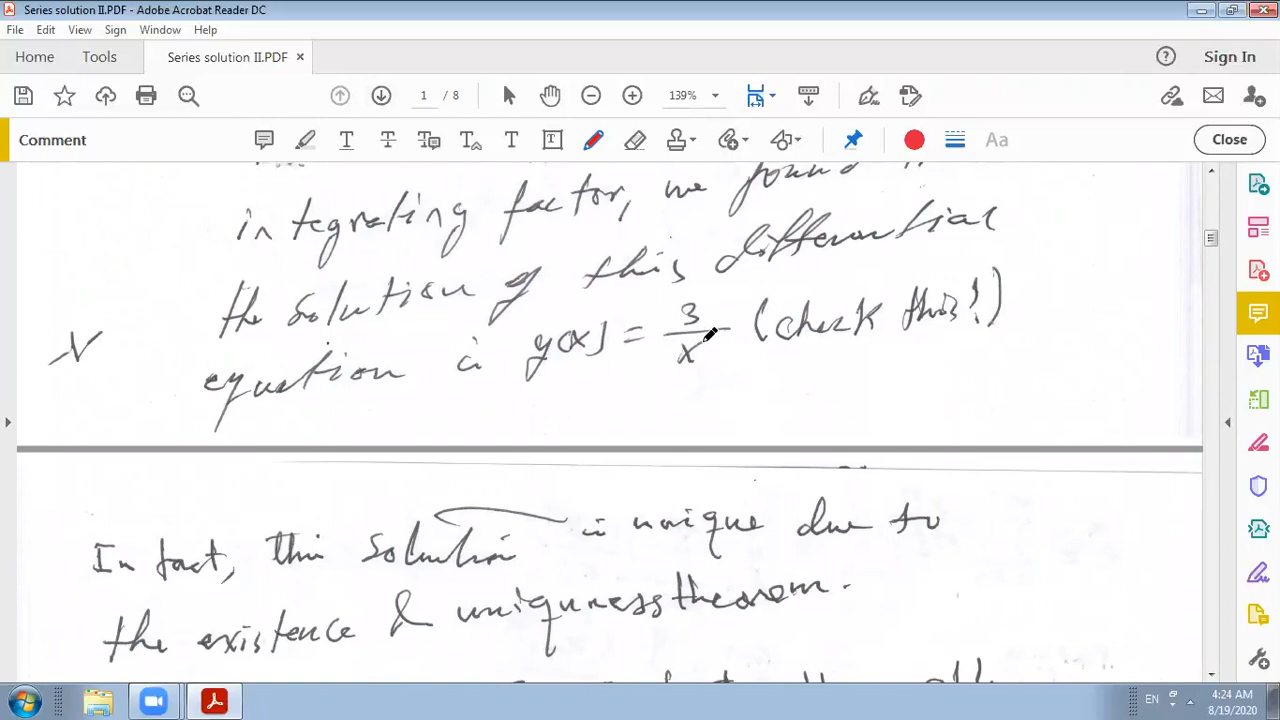 Series solution II.PDF - Adobe Acrobat Reader DC
File Edit View Sign Window Help
Home Tools Series solution II.PDF × Sign In
1 / 8 139%
Comment Close
integrating factor, we found
the solution of this differential
equation is y(x) = 3/x (check this!)
In fact, this solution is unique due to
the existence & uniqueness theorem.
EN 4:24 AM
8/19/2020